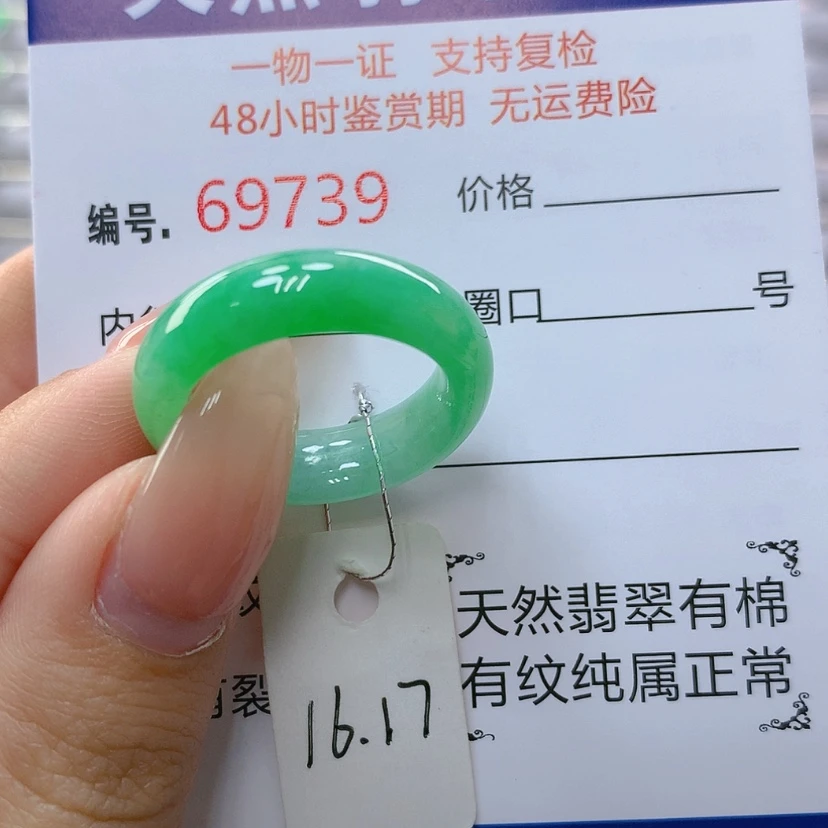 一物一证 支持复检
48小时鉴赏期 无运费险
编号. 69739 价格
内 圈口 号
天然翡翠有棉
裂 有纹纯属正常
16.17